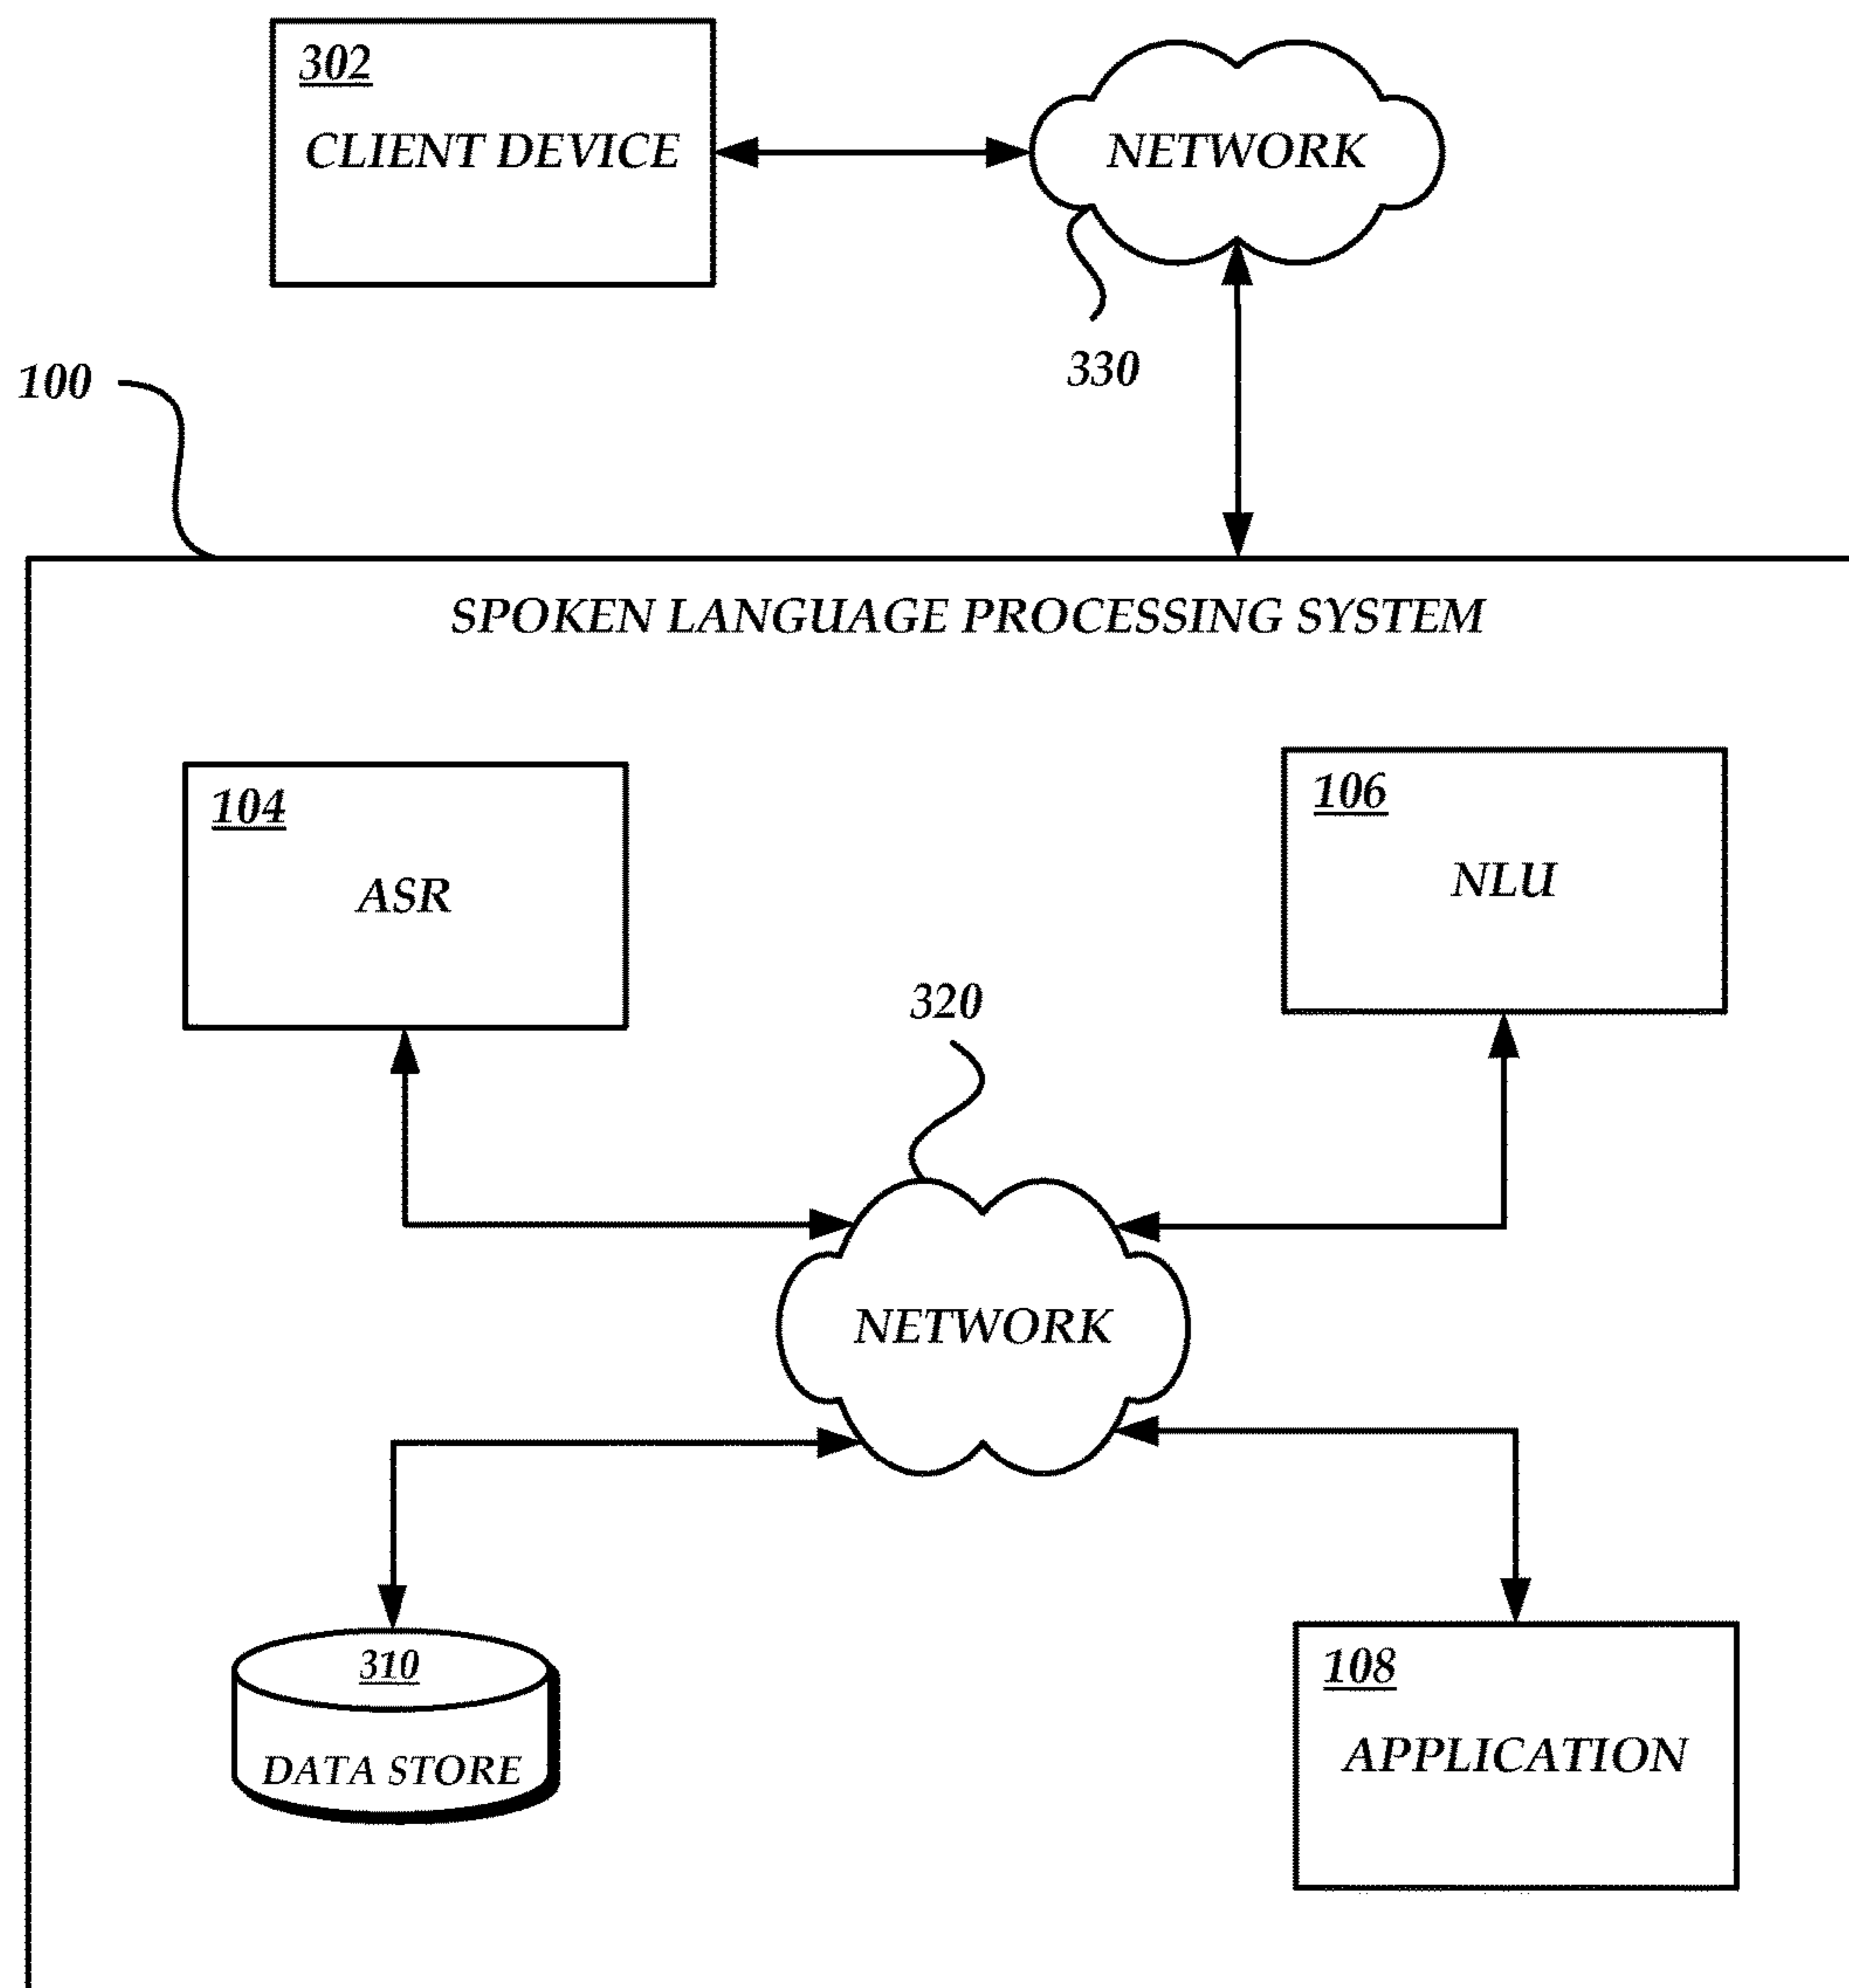 302
CLIENT DEVICE
NETWORK
330
100
SPOKEN LANGUAGE PROCESSING SYSTEM
104
ASR
106
NLU
320
NETWORK
310
DATA STORE
108
APPLICATION